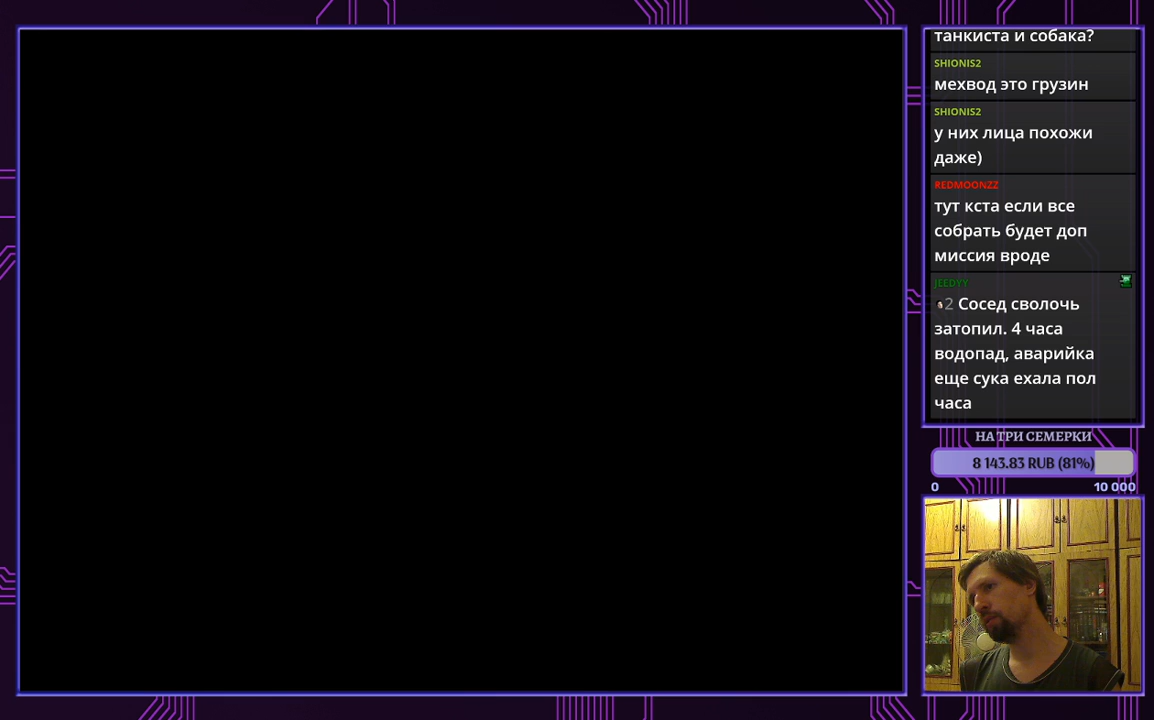 танкиста и собака?
SHIONIS2
мехвод это грузин
SHIONIS2
у них лица похожи
даже)
REDMOONZZ
тут кста если все
собрать будет доп
миссия вроде
JEEDYY
2 Сосед сволочь
затопил. 4 часа
водопад, аварийка
еще сука ехала пол
часа
НА ТРИ СЕМЕРКИ
8 143.83 RUB (81%)
0
10 000